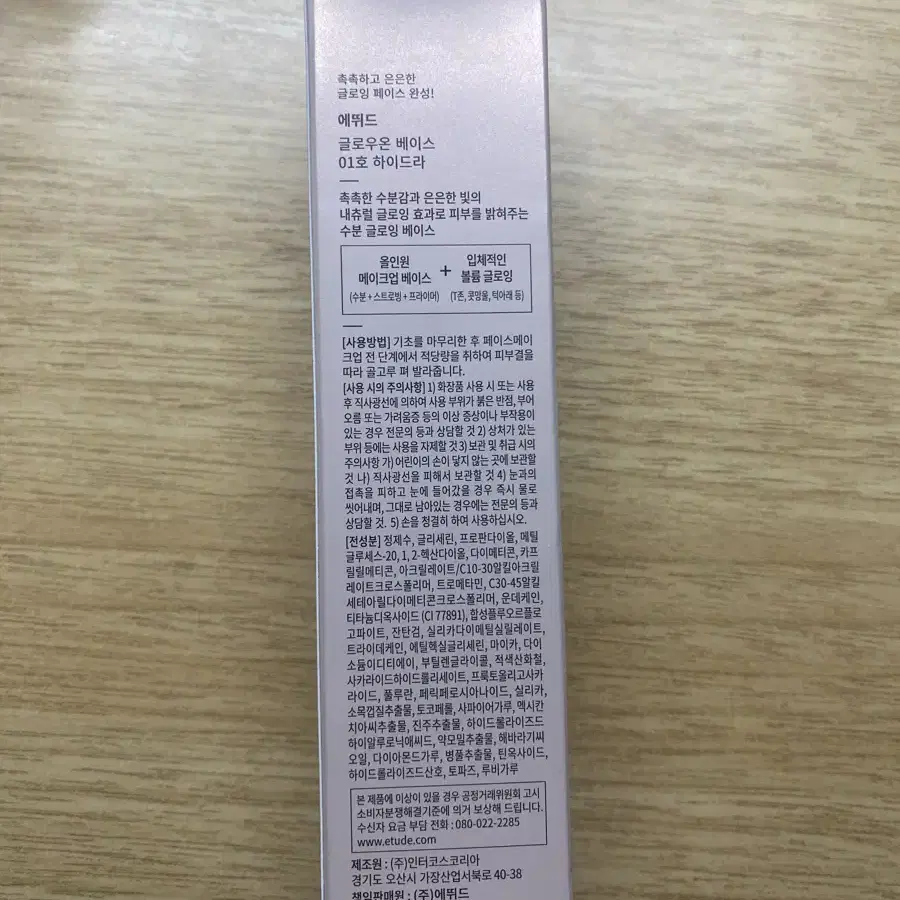 촉촉하고 은은한
글로잉 페이스 완성!
에뛰드
글로우온 베이스
01호 하이드라
촉촉한 수분감과 은은한 빛의
내츄럴 글로잉 효과로 피부를 밝혀주는
수분 글로잉 베이스
올인원
메이크업 베이스
(수분 + 스트로빙 + 프라이머)
+
입체적인
볼륨 글로잉
(T존, 콧망울, 턱아래 등)
[사용방법] 기초를 마무리한 후 페이스메이
크업 전 단계에서 적당량을 취하여 피부결을
따라 골고루 펴 발라줍니다.
[사용 시의 주의사항] 1) 화장품 사용 시 또는 사용
후 직사광선에 의하여 사용 부위가 붉은 반점, 부어
오름 또는 가려움증 등의 이상 증상이나 부작용이
있는 경우 전문의 등과 상담할 것 2) 상처가 있는
부위 등에는 사용을 자제할 것 3) 보관 및 취급 시의
주의사항 가) 어린이의 손이 닿지 않는 곳에 보관할
것 나) 직사광선을 피해서 보관할 것 4) 눈과의
접촉을 피하고 눈에 들어갔을 경우 즉시 물로
씻어내며, 그대로 남아있는 경우에는 전문의 등과
상담할 것. 5) 손을 청결히 하여 사용하십시오.
[전성분] 정제수, 글리세린, 프로판다이올, 메틸
글루세스-20, 1, 2-헥산다이올, 다이메티콘, 카프
릴릴메티콘, 아크릴레이트/C10-30알킬아크릴
레이트크로스폴리머, 트로메타민, C30-45알킬
세테아릴다이메티콘크로스폴리머, 운데케인,
티타늄디옥사이드 (CI 77891), 합성플루오르플로
고파이트, 잔탄검, 실리카다이메틸실릴레이트,
트라이데케인, 에틸헥실글리세린, 마이카, 다이
소듐이디티에이, 부틸렌글라이콜, 적색산화철,
사카라이드하이드롤리세이트, 프룩토올리고사카
라이드, 풀루란, 페릭페로시아나이드, 실리카,
소목껍질추출물, 토코페롤, 사파이어가루, 멕시칸
치아씨추출물, 진주추출물, 하이드롤라이즈드
하이알루로닉애씨드, 약모밀추출물, 해바라기씨
오일, 다이아몬드가루, 병풀추출물, 틴옥사이드,
하이드롤라이즈드산호, 토파즈, 루비가루
본 제품에 이상이 있을 경우 공정거래위원회 고시
소비자분쟁해결기준에 의거 보상해 드립니다.
수신자 요금 부담 전화 : 080-022-2285
www.etude.com
제조원 : (주)인터코스코리아
경기도 오산시 가장산업서북로 40-38
책임판매원 : (주)에뛰드